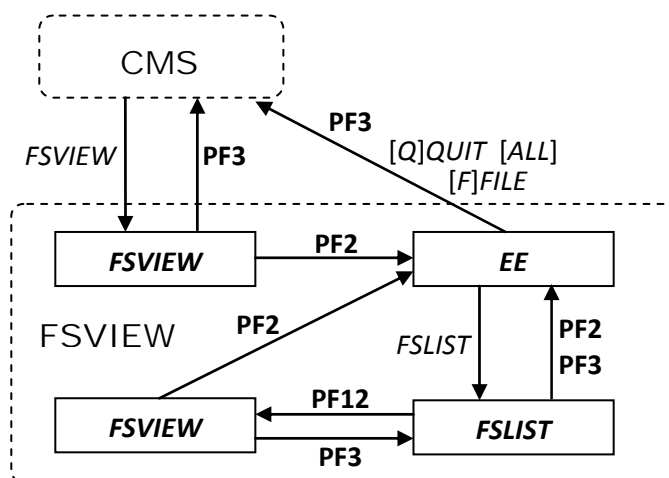 CMS
PF3
FSVIEW
PF3
[Q]QUIT [ALL]
[F]FILE
FSVIEW
PF2
EE
FSVIEW
PF2
FSLIST
PF2
PF3
FSVIEW
PF12
PF3
FSLIST